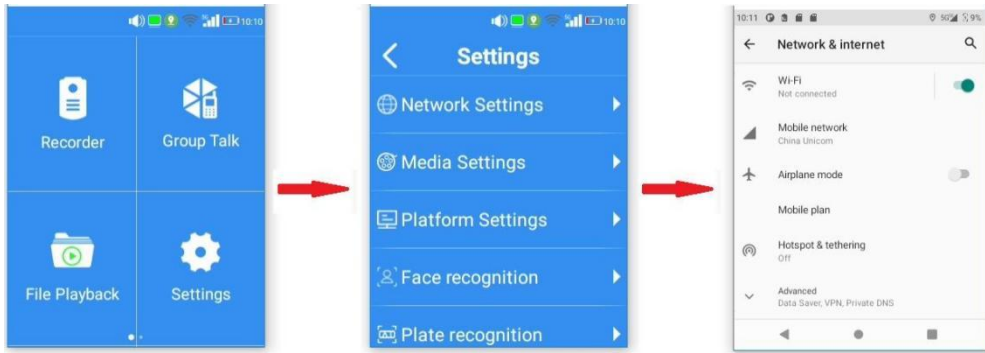 10:10
Recorder
Group Talk
File Playback
Settings
10:10
Settings
Network Settings
Media Settings
Platform Settings
Face recognition
Plate recognition
10:11 9%
Network & internet
Wi-Fi
Not connected
Mobile network
China Unicom
Airplane mode
Mobile plan
Hotspot & tethering
Off
Advanced
Data Saver, VPN, Private DNS